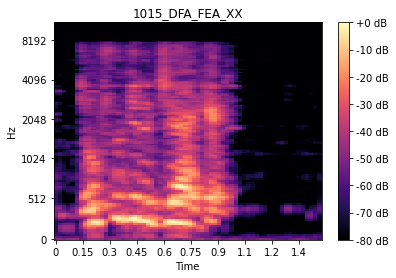 1015_DFA_FEA_XX
8192
4096
2048
1024
512
0
Hz
0 0.15 0.3 0.45 0.6 0.75 0.9 1.1 1.2 1.4
Time
+0 dB
-10 dB
-20 dB
-30 dB
-40 dB
-50 dB
-60 dB
-70 dB
-80 dB